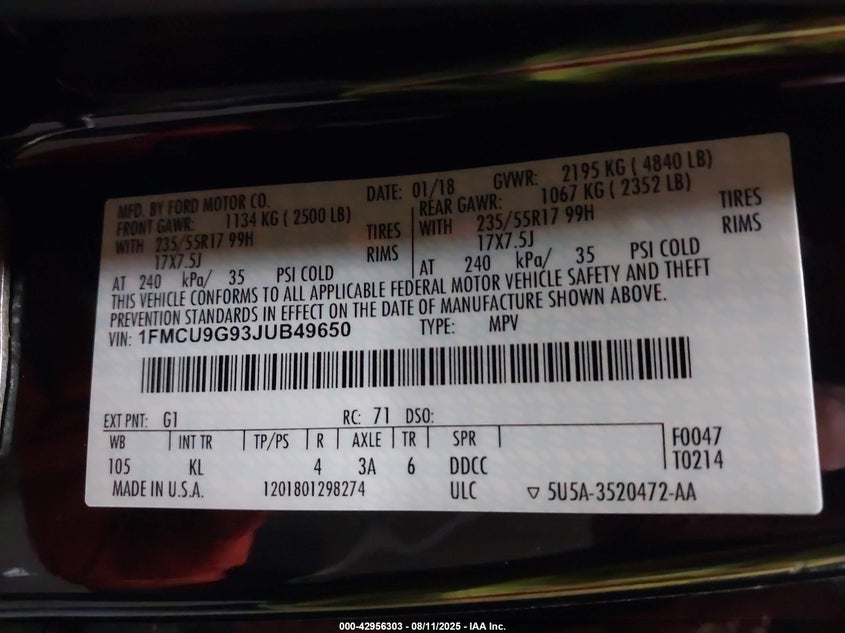 MFD. BY FORD MOTOR CO. DATE: 01/18 GVWR: 2195 KG ( 4840 LB)
FRONT GAWR: 1134 KG ( 2500 LB) REAR GAWR: 1067 KG ( 2352 LB)
WITH 235/55R17 99H TIRES WITH 235/55R17 99H TIRES
17X7.5J RIMS 17X7.5J RIMS
AT 240 kPa/ 35 PSI COLD AT 240 kPa/ 35 PSI COLD
THIS VEHICLE CONFORMS TO ALL APPLICABLE FEDERAL MOTOR VEHICLE SAFETY AND THEFT
PREVENTION STANDARDS IN EFFECT ON THE DATE OF MANUFACTURE SHOWN ABOVE.
VIN: 1FMCU9G93JUB49650 TYPE: MPV
EXT PNT: G1 RC: 71 DSO:
WB INT TR TP/PS R AXLE TR SPR F0047
105 KL 4 3A 6 DDCC T0214
MADE IN U.S.A. 1201801298274 ULC ▽ 5U5A-3520472-AA
000-42956303 - 08/11/2025 - IAA Inc.